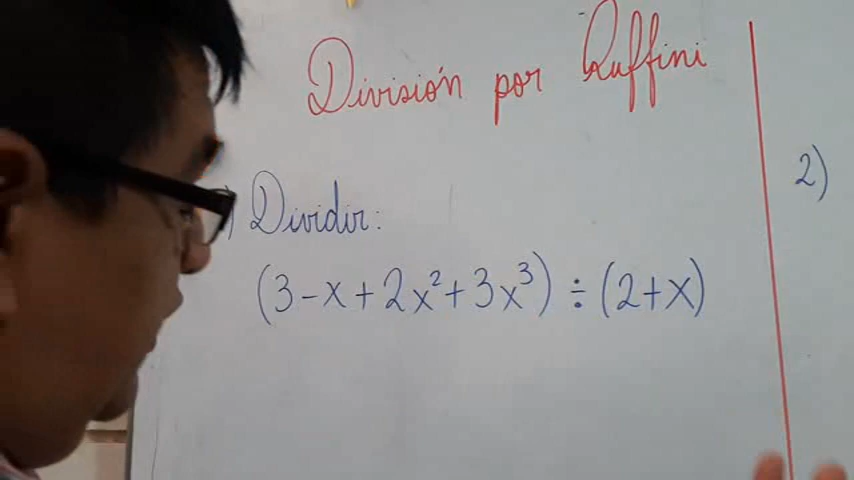 División por Ruffini
) Dividir:
(3-x+2x²+3x³)÷(2+x)
2)